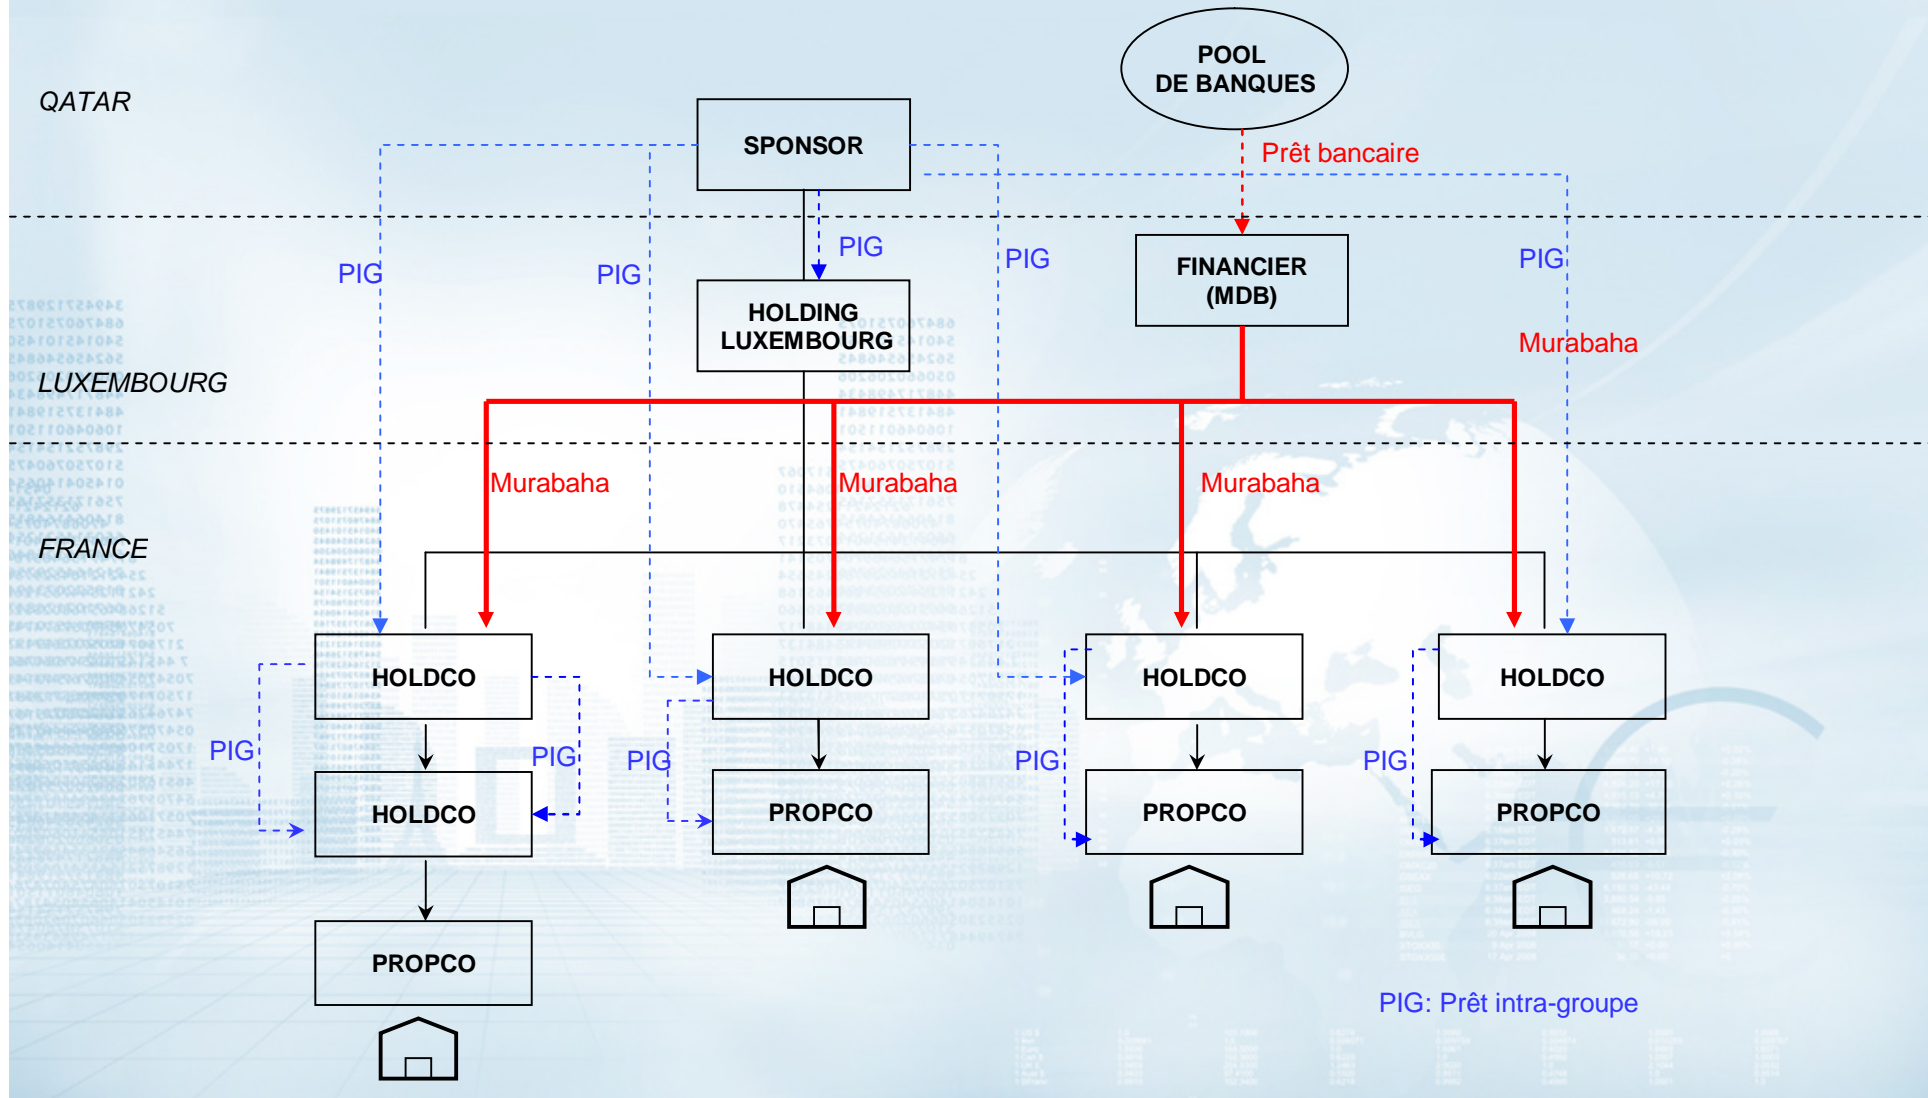 POOL
DE BANQUES
QATAR
SPONSOR
Prêt bancaire
PIG
PIG
PIG
PIG
PIG
FINANCIER
(MDB)
HOLDING
LUXEMBOURG
Murabaha
LUXEMBOURG
Murabaha
Murabaha
Murabaha
FRANCE
HOLDCO
HOLDCO
HOLDCO
HOLDCO
PIG
PIG
PIG
PIG
PIG
HOLDCO
PROPCO
PROPCO
PROPCO
PROPCO
PIG: Prêt intra-groupe